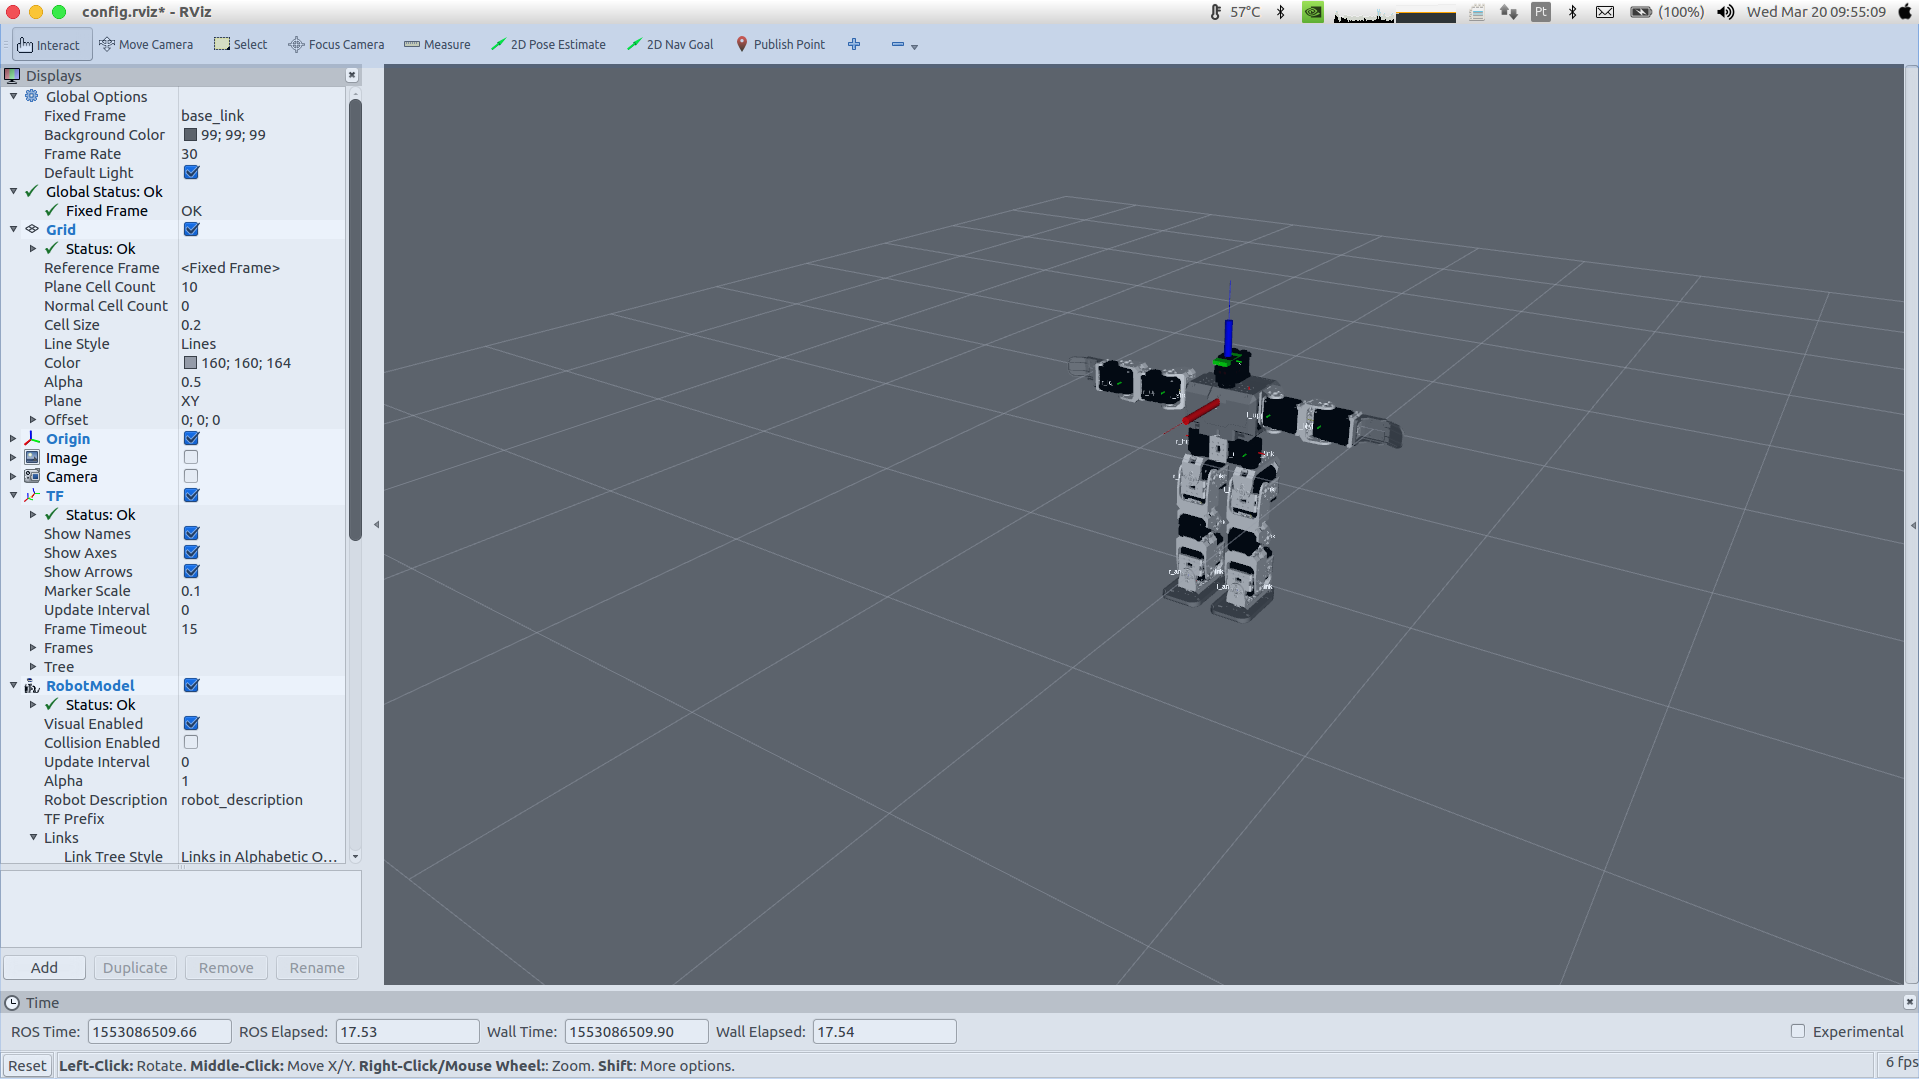 config.rviz* - RViz
57°C
Pt
(100%)
Wed Mar 20 09:55:09
Interact
Move Camera
Select
Focus Camera
Measure
2D Pose Estimate
2D Nav Goal
Publish Point
Displays
Global Options
Fixed Frame base_link
Background Color 99; 99; 99
Frame Rate 30
Default Light
Global Status: Ok
Fixed Frame OK
Grid
Status: Ok
Reference Frame <Fixed Frame>
Plane Cell Count 10
Normal Cell Count 0
Cell Size 0.2
Line Style Lines
Color 160; 160; 164
Alpha 0.5
Plane XY
Offset 0; 0; 0
Origin
Image
Camera
TF
Status: Ok
Show Names
Show Axes
Show Arrows
Marker Scale 0.1
Update Interval 0
Frame Timeout 15
Frames
Tree
RobotModel
Status: Ok
Visual Enabled
Collision Enabled
Update Interval 0
Alpha 1
Robot Description robot_description
TF Prefix
Links
Link Tree Style Links in Alphabetic O...
Add
Duplicate
Remove
Rename
Time
ROS Time: 1553086509.66 ROS Elapsed: 17.53 Wall Time: 1553086509.90 Wall Elapsed: 17.54 Experimental
Reset
Left-Click: Rotate. Middle-Click: Move X/Y. Right-Click/Mouse Wheel:: Zoom. Shift: More options.
6 fps